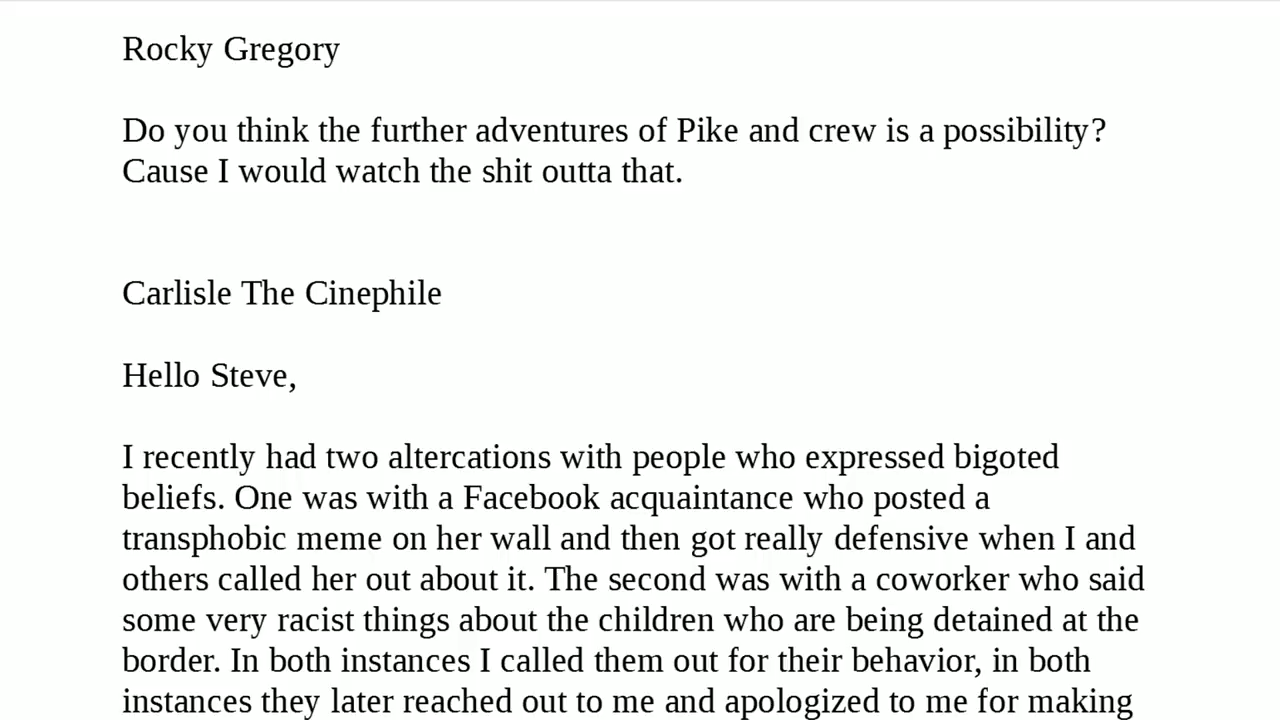 Rocky Gregory
Do you think the further adventures of Pike and crew is a possibility?
Cause I would watch the shit outta that.
Carlisle The Cinephile
Hello Steve,
I recently had two altercations with people who expressed bigoted
beliefs. One was with a Facebook acquaintance who posted a
transphobic meme on her wall and then got really defensive when I and
others called her out about it. The second was with a coworker who said
some very racist things about the children who are being detained at the
border. In both instances I called them out for their behavior, in both
instances they later reached out to me and apologized to me for making